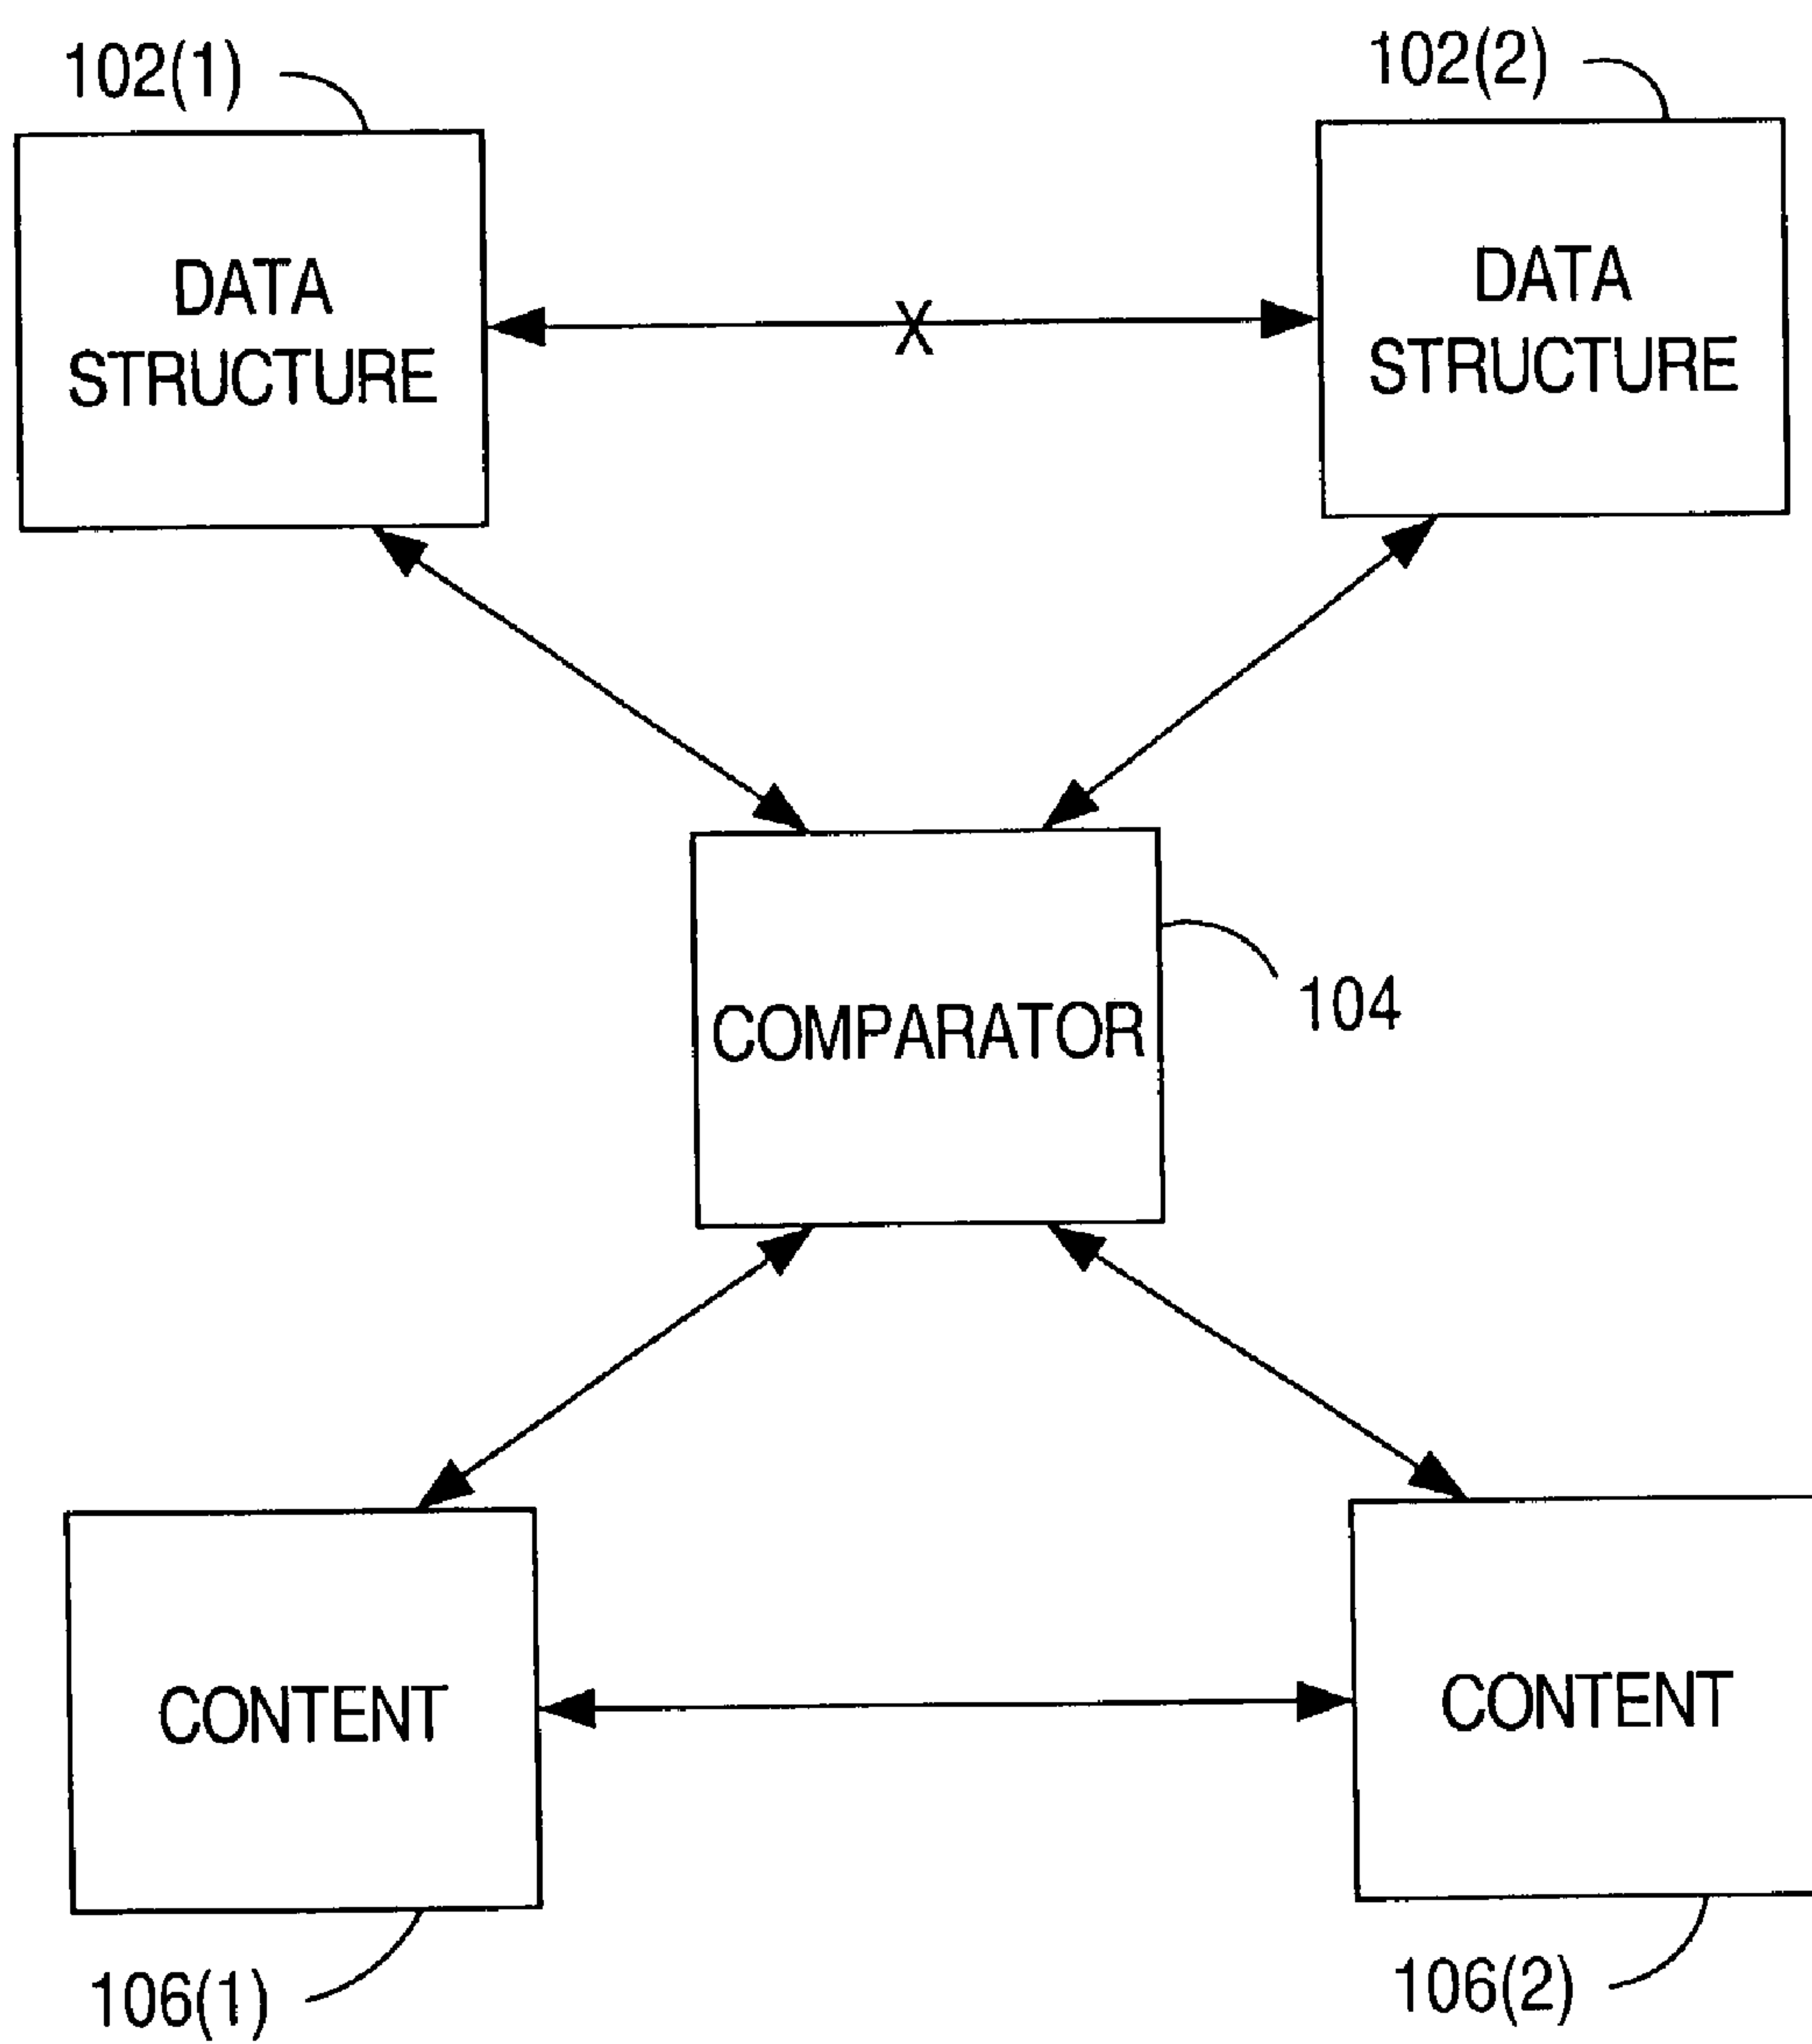 102(1)
102(2)
DATA
STRUCTURE
X
DATA
STRUCTURE
COMPARATOR
104
CONTENT
CONTENT
106(1)
106(2)